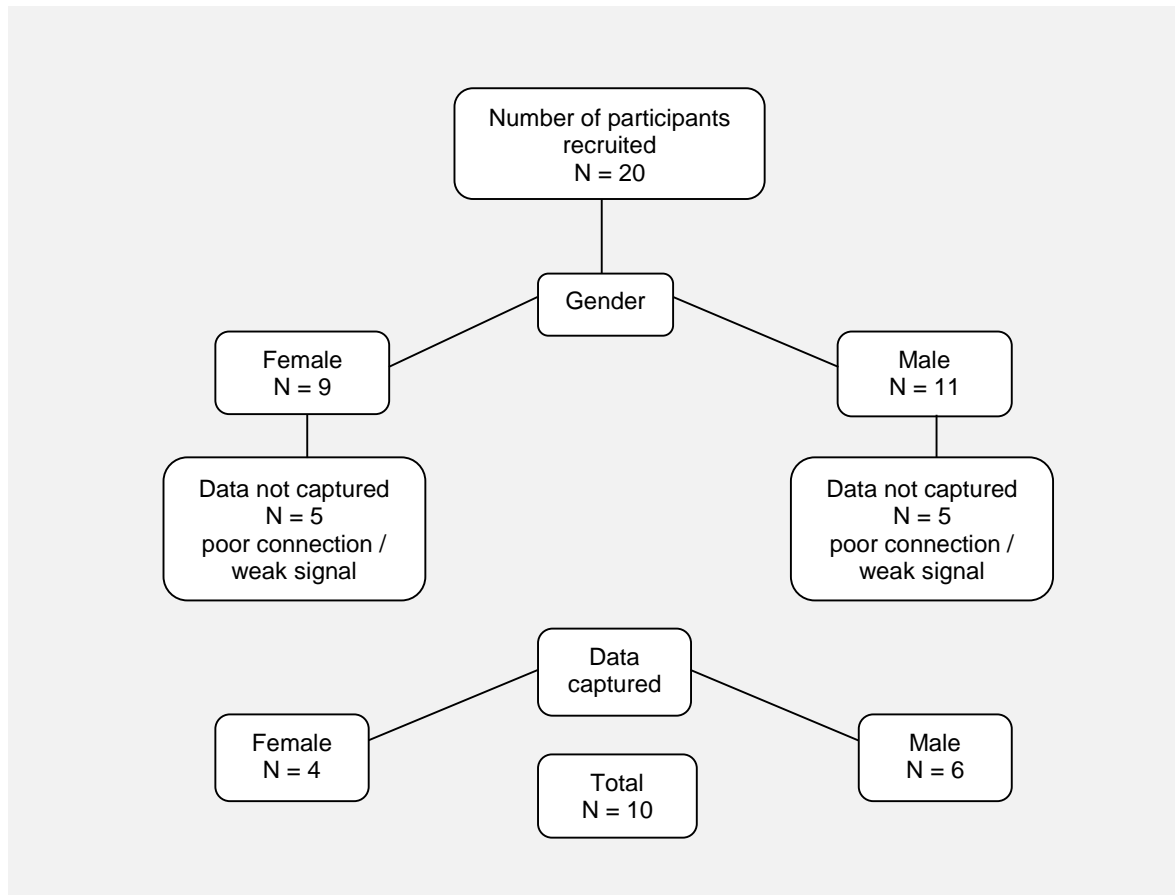 Number of participants
recruited
N = 20
Gender
Female
N = 9
Male
N = 11
Data not captured
N = 5
poor connection /
weak signal
Data not captured
N = 5
poor connection /
weak signal
Data
captured
Female
N = 4
Male
N = 6
Total
N = 10